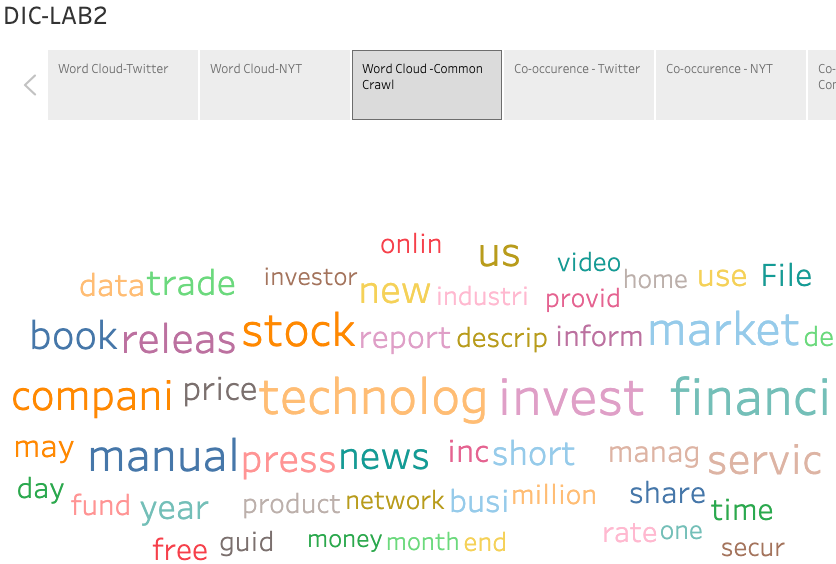 DIC-LAB2
Word Cloud-Twitter Word Cloud-NYT Word Cloud -Common Co-occurence - Twitter Co-occurence - NYT Co-
Crawl Con
onlin us video
data trade investor new industri provid home use File
book releas stock report descrip inform market de
compani price technolog invest financi
may manual press news inc short manag servic
day fund year product network busi million share time
free guid money month end rate one secur